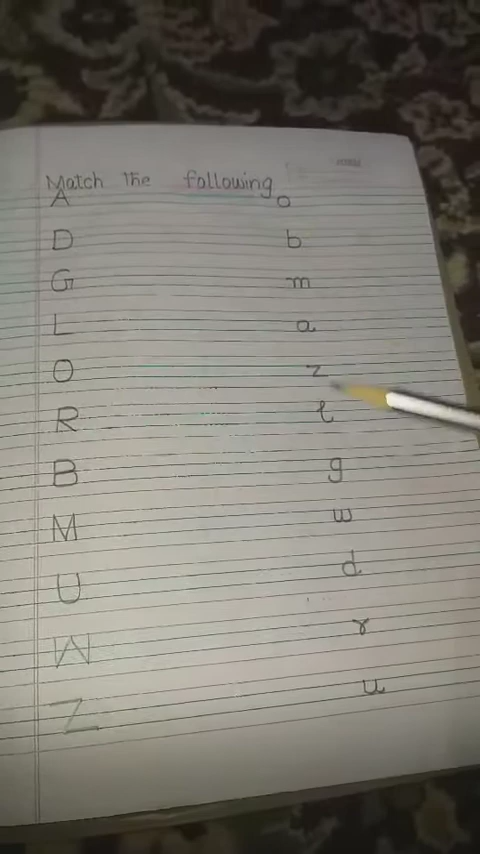 Match the following
A o
D b
G m
L a
O z
R l
B g
M w
U d
W r
Z u